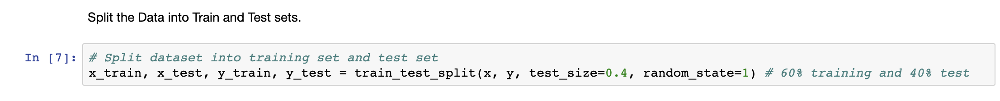 Split the Data into Train and Test sets.
In [7]: # Split dataset into training set and test set
x_train, x_test, y_train, y_test = train_test_split(x, y, test_size=0.4, random_state=1) # 60% training and 40% test